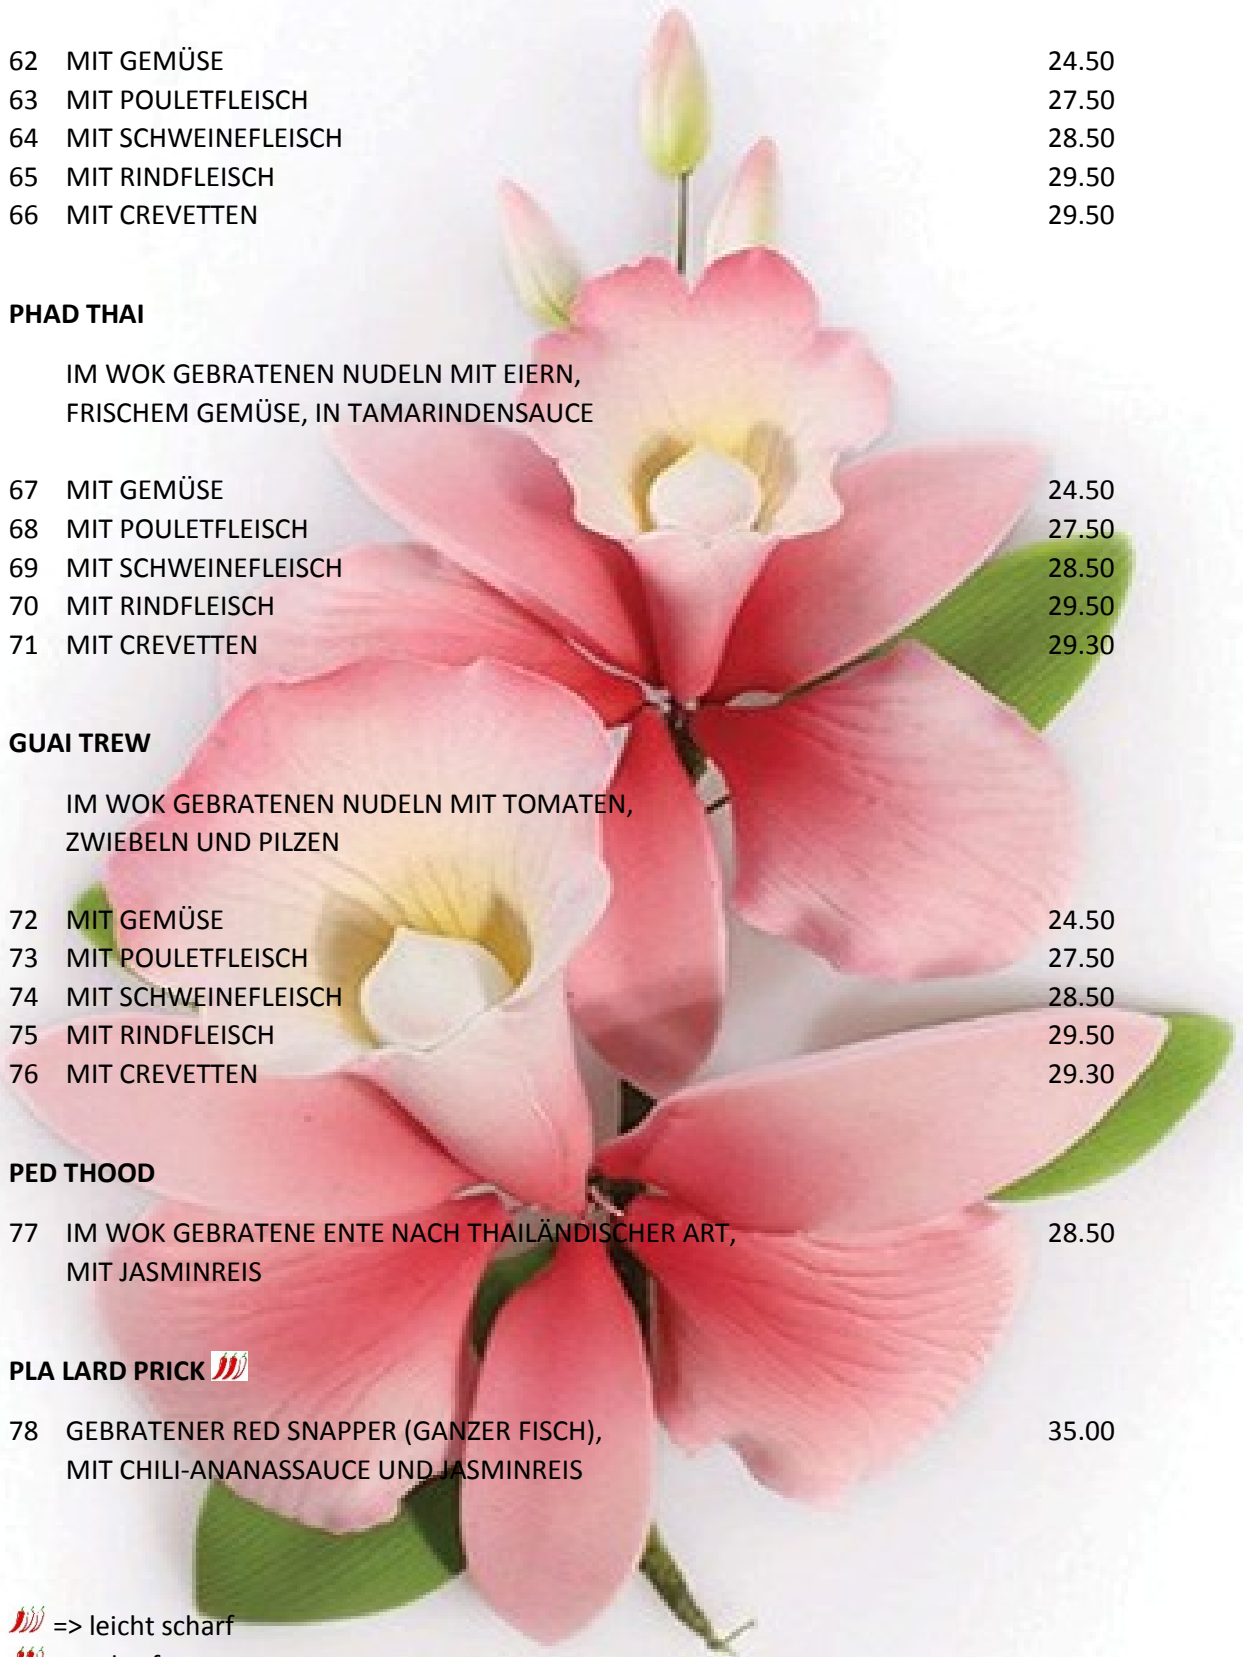 62 MIT GEMÜSE 24.50
63 MIT POULETFLEISCH 27.50
64 MIT SCHWEINEFLEISCH 28.50
65 MIT RINDFLEISCH 29.50
66 MIT CREVETTEN 29.50
PHAD THAI
IM WOK GEBRATENEN NUDELN MIT EIERN,
FRISCHEM GEMÜSE, IN TAMARINDENSAUCE
67 MIT GEMÜSE 24.50
68 MIT POULETFLEISCH 27.50
69 MIT SCHWEINEFLEISCH 28.50
70 MIT RINDFLEISCH 29.50
71 MIT CREVETTEN 29.30
GUAI TREW
IM WOK GEBRATENEN NUDELN MIT TOMATEN,
ZWIEBELN UND PILZEN
72 MIT GEMÜSE 24.50
73 MIT POULETFLEISCH 27.50
74 MIT SCHWEINEFLEISCH 28.50
75 MIT RINDFLEISCH 29.50
76 MIT CREVETTEN 29.30
PED THOOD
77 IM WOK GEBRATENE ENTE NACH THAILÄNDISCHER ART, 28.50
MIT JASMINREIS
PLA LARD PRICK
78 GEBRATENER RED SNAPPER (GANZER FISCH), 35.00
MIT CHILI-ANANASSAUCE UND JASMINREIS
=> leicht scharf